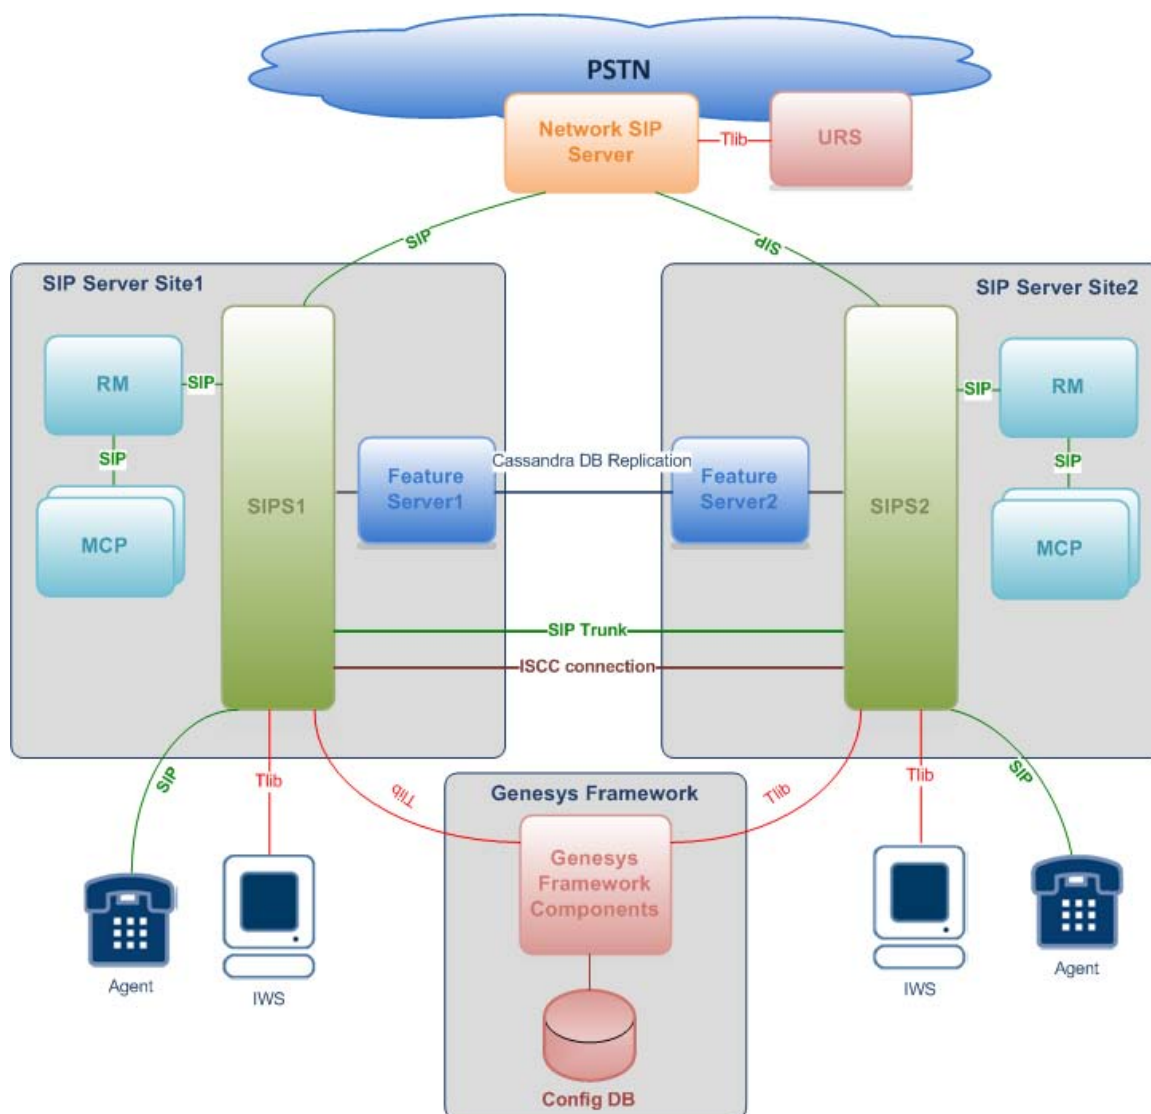 PSTN
Network SIP
Server
Tlib
URS
SIP
SIP
SIP Server Site1
SIP Server Site2
RM
SIP
SIP
RM
SIP
SIP
MCP
SIPS1
Feature
Server1
Cassandra DB Replication
Feature
Server2
SIPS2
MCP
SIP Trunk
ISCC connection
SIP
Tlib
Tlib
Genesys Framework
Tlib
Tlib
SIP
Genesys
Framework
Components
Agent
IWS
IWS
Agent
Config DB